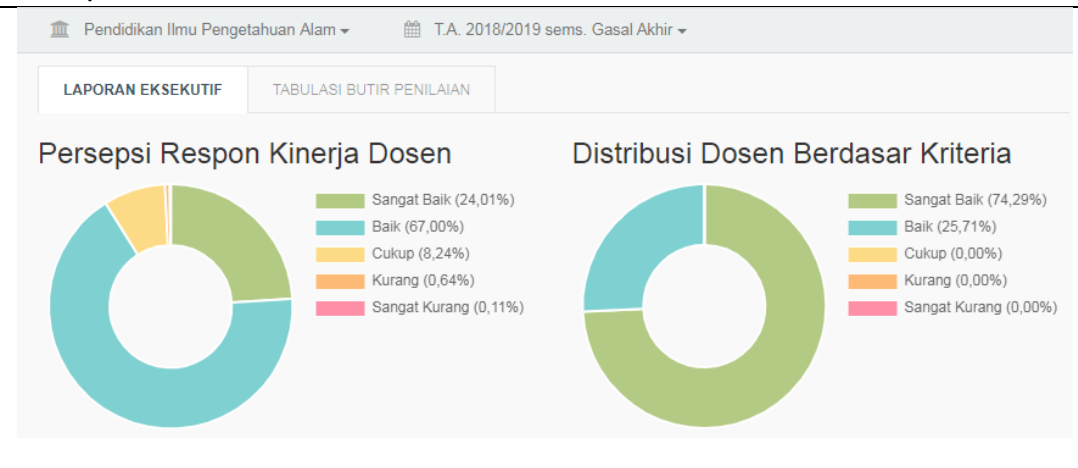 Pendidikan Ilmu Pengetahuan Alam
T.A. 2018/2019 sems. Gasal Akhir
LAPORAN EKSEKUTIF
TABULASI BUTIR PENILAIAN
Persepsi Respon Kinerja Dosen
Sangat Baik (24,01%)
Baik (67,00%)
Cukup (8,24%)
Kurang (0,64%)
Sangat Kurang (0,11%)
Distribusi Dosen Berdasar Kriteria
Sangat Baik (74,29%)
Baik (25,71%)
Cukup (0,00%)
Kurang (0,00%)
Sangat Kurang (0,00%)